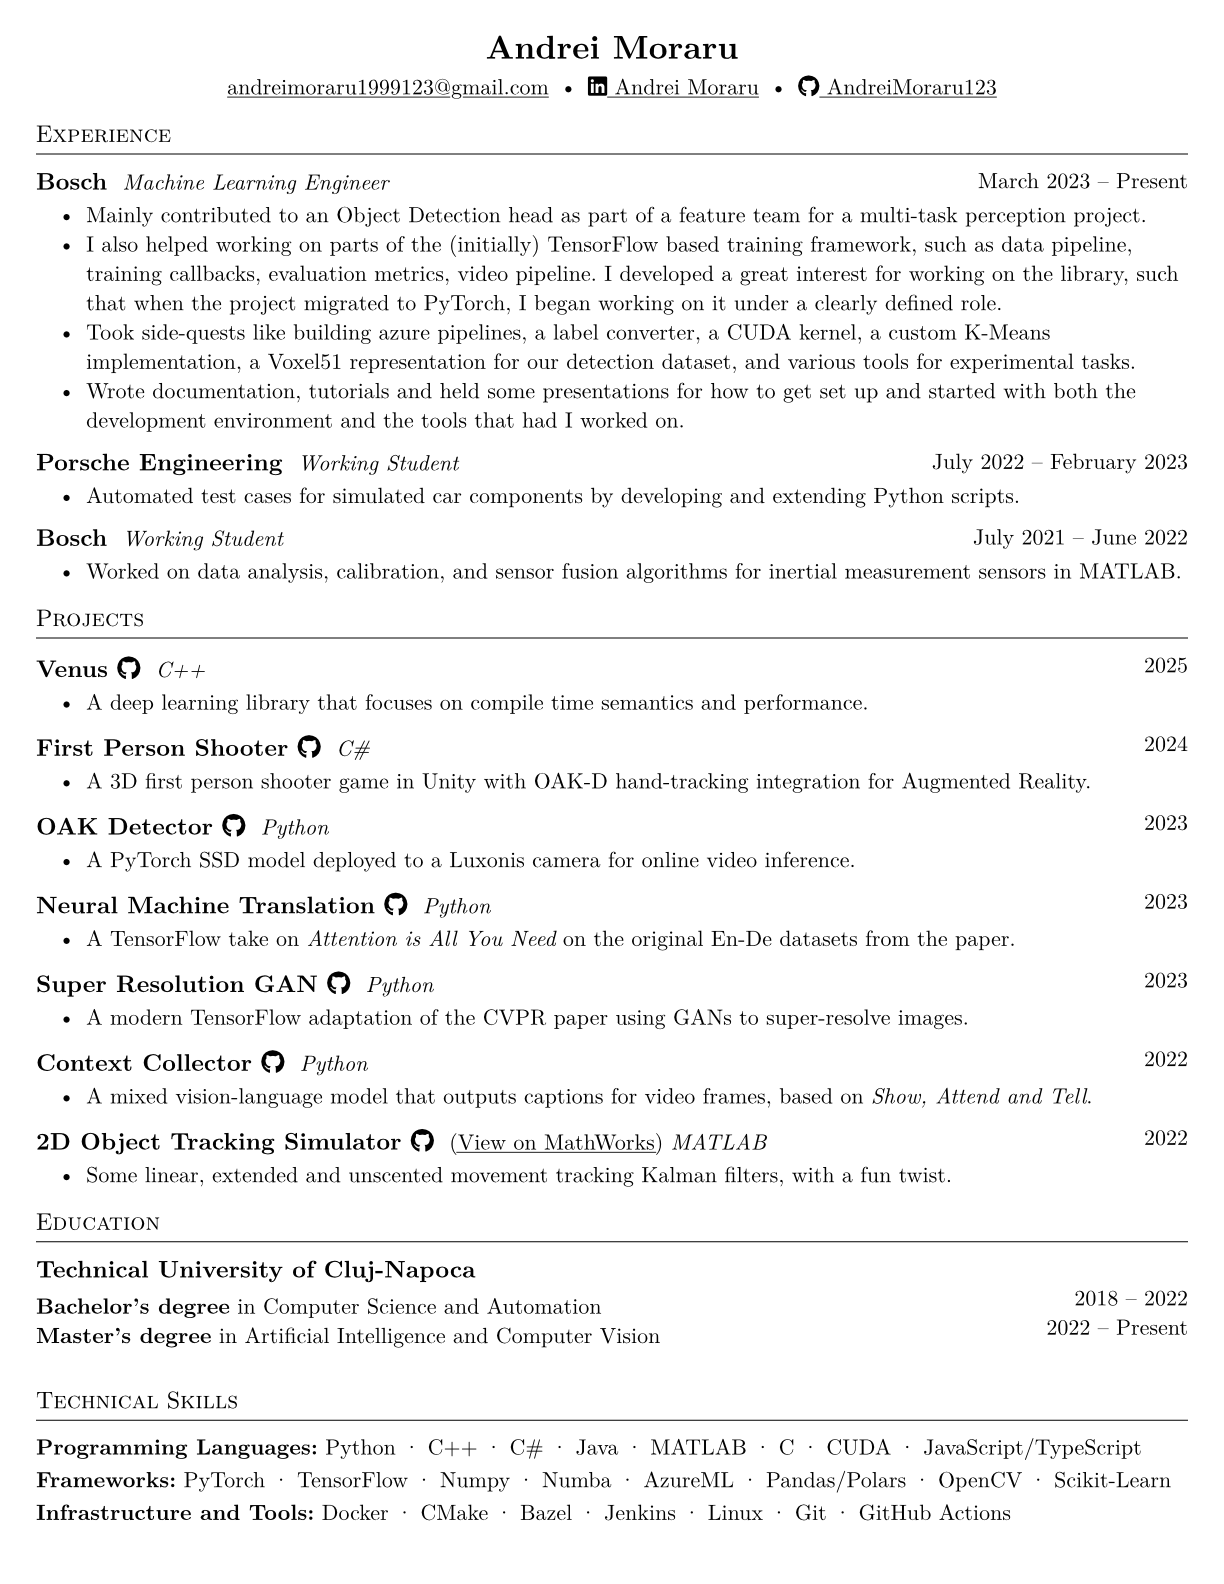 Andrei Moraru
andreimoraru1999123@gmail.com • Andrei Moraru • AndreiMoraru123
Experience
Bosch Machine Learning Engineer March 2023 – Present
• Mainly contributed to an Object Detection head as part of a feature team for a multi-task perception project.
• I also helped working on parts of the (initially) TensorFlow based training framework, such as data pipeline,
training callbacks, evaluation metrics, video pipeline. I developed a great interest for working on the library, such
that when the project migrated to PyTorch, I began working on it under a clearly defined role.
• Took side-quests like building azure pipelines, a label converter, a CUDA kernel, a custom K-Means
implementation, a Voxel51 representation for our detection dataset, and various tools for experimental tasks.
• Wrote documentation, tutorials and held some presentations for how to get set up and started with both the
development environment and the tools that had I worked on.
Porsche Engineering Working Student July 2022 – February 2023
• Automated test cases for simulated car components by developing and extending Python scripts.
Bosch Working Student July 2021 – June 2022
• Worked on data analysis, calibration, and sensor fusion algorithms for inertial measurement sensors in MATLAB.
Projects
Venus C++ 2025
• A deep learning library that focuses on compile time semantics and performance.
First Person Shooter C# 2024
• A 3D first person shooter game in Unity with OAK-D hand-tracking integration for Augmented Reality.
OAK Detector Python 2023
• A PyTorch SSD model deployed to a Luxonis camera for online video inference.
Neural Machine Translation Python 2023
• A TensorFlow take on Attention is All You Need on the original En-De datasets from the paper.
Super Resolution GAN Python 2023
• A modern TensorFlow adaptation of the CVPR paper using GANs to super-resolve images.
Context Collector Python 2022
• A mixed vision-language model that outputs captions for video frames, based on Show, Attend and Tell.
2D Object Tracking Simulator (View on MathWorks) MATLAB 2022
• Some linear, extended and unscented movement tracking Kalman filters, with a fun twist.
Education
Technical University of Cluj-Napoca
Bachelor's degree in Computer Science and Automation 2018 – 2022
Master's degree in Artificial Intelligence and Computer Vision 2022 – Present
Technical Skills
Programming Languages: Python · C++ · C# · Java · MATLAB · C · CUDA · JavaScript/TypeScript
Frameworks: PyTorch · TensorFlow · Numpy · Numba · AzureML · Pandas/Polars · OpenCV · Scikit-Learn
Infrastructure and Tools: Docker · CMake · Bazel · Jenkins · Linux · Git · GitHub Actions